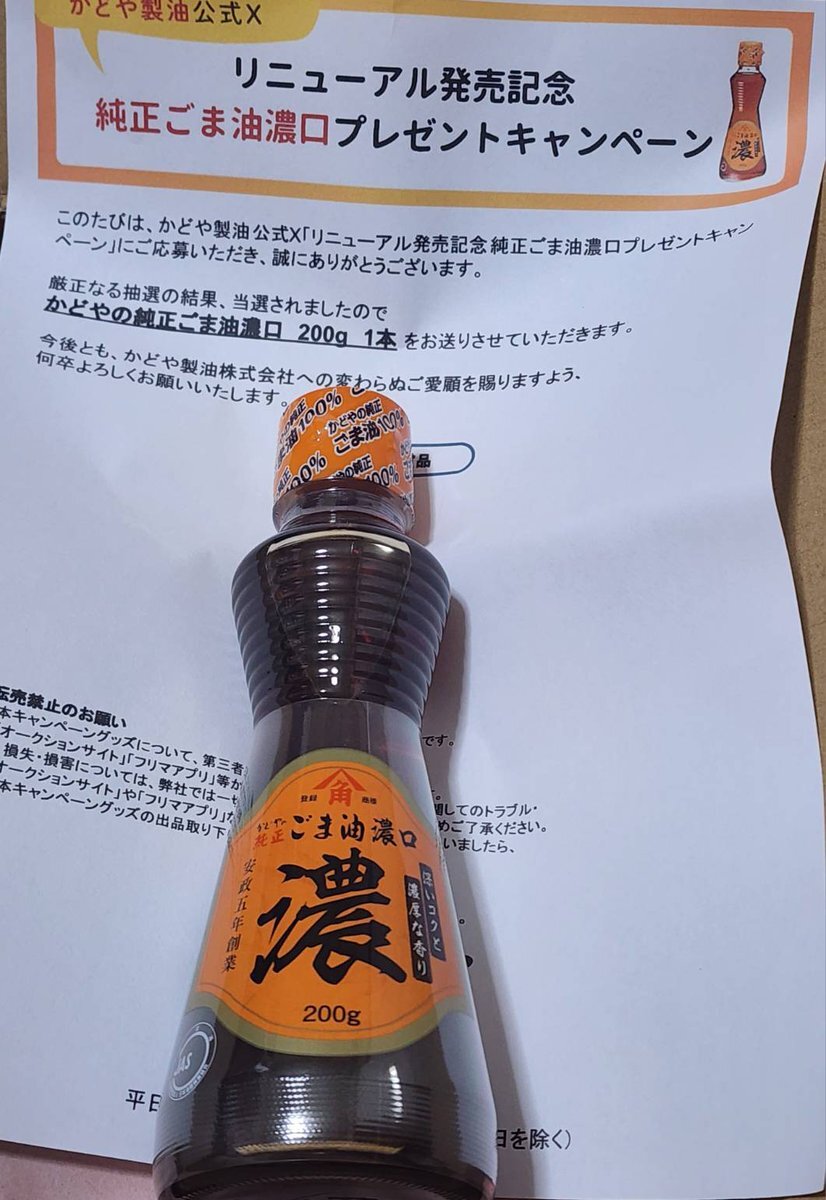 かどや製油公式X
リニューアル発売記念
純正ごま油濃口プレゼントキャンペーン
濃
このたびは、かどや製油公式X「リニューアル発売記念 純正ごま油濃口プレゼントキャン
ペーン」にご応募いただき、誠にありがとうございます。
厳正なる抽選の結果、当選されましたので
かどやの純正ごま油濃口 200g 1本 をお送りさせていただきます。
今後とも、かどや製油株式会社への変わらぬご愛顧を賜りますよう、
何卒よろしくお願いいたします。
かどやの純正
ごま油100%
品
転売禁止のお願い
本キャンペーングッズについて、第三者
です。
オークションサイト」「フリマアプリ」等か
損失・損害については、弊社では一切
関してのトラブル・
オークションサイト」や「フリマアプリ」な
めご了承ください。
本キャンペーングッズの出品取り下
いましたら、
登録 角 商標
かどやの
純正 ごま油濃口
濃
深いコクと
濃厚な香り
安政五年創業
200g
JAS
平日
日を除く)